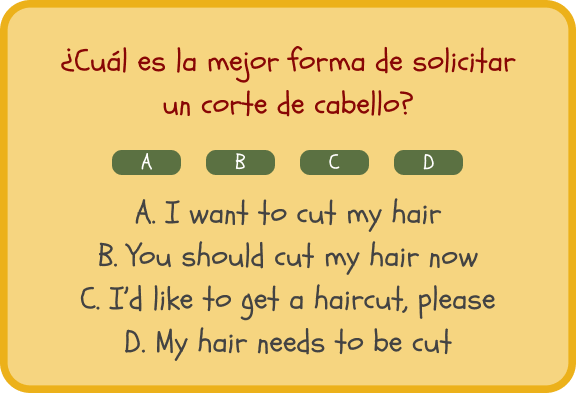 ¿Cuál es la mejor forma de solicitar
un corte de cabello?
A B C D
A. I want to cut my hair
B. You should cut my hair now
C. I'd like to get a haircut, please
D. My hair needs to be cut